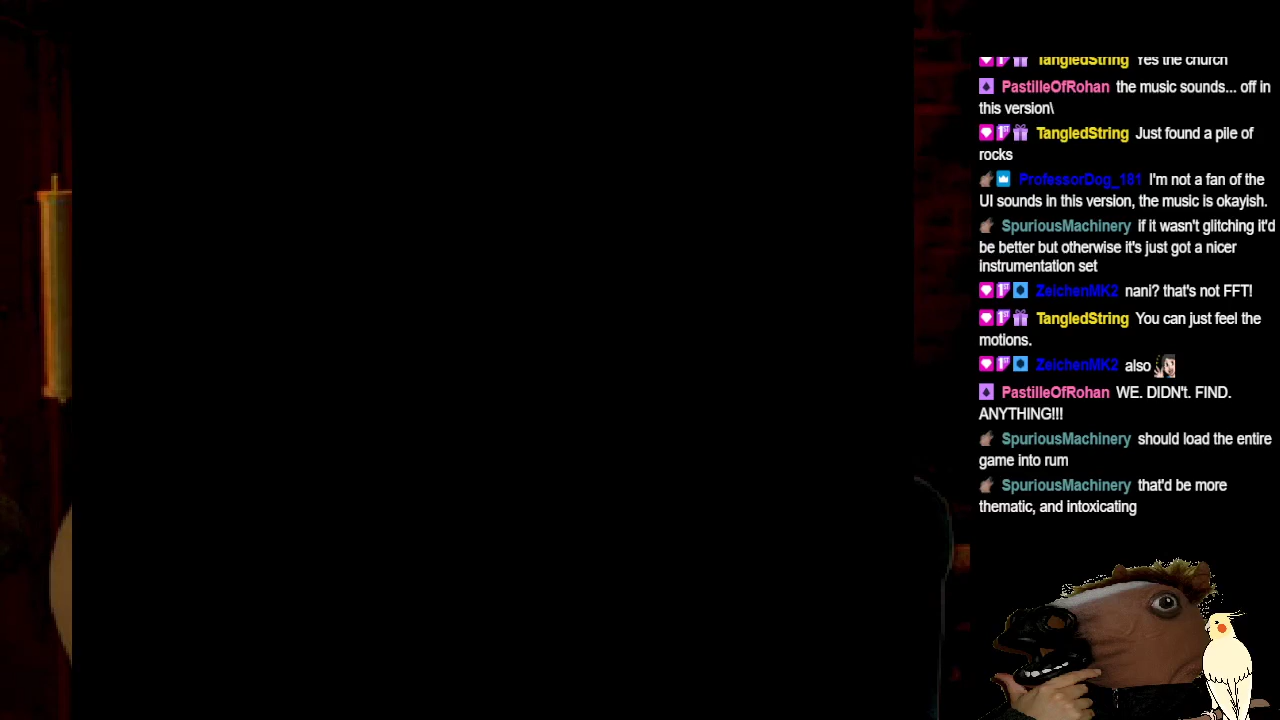 TangledString Yes the church
PastilleOfRohan the music sounds... off in
this version\
TangledString Just found a pile of
rocks
ProfessorDog_181 I'm not a fan of the
UI sounds in this version, the music is okayish.
SpuriousMachinery if it wasn't glitching it'd
be better but otherwise it's just got a nicer
instrumentation set
ZeichenMK2 nani? that's not FFT!
TangledString You can just feel the
motions.
ZeichenMK2 also
PastilleOfRohan WE. DIDN't. FIND.
ANYTHING!!!
SpuriousMachinery should load the entire
game into rum
SpuriousMachinery that'd be more
thematic, and intoxicating